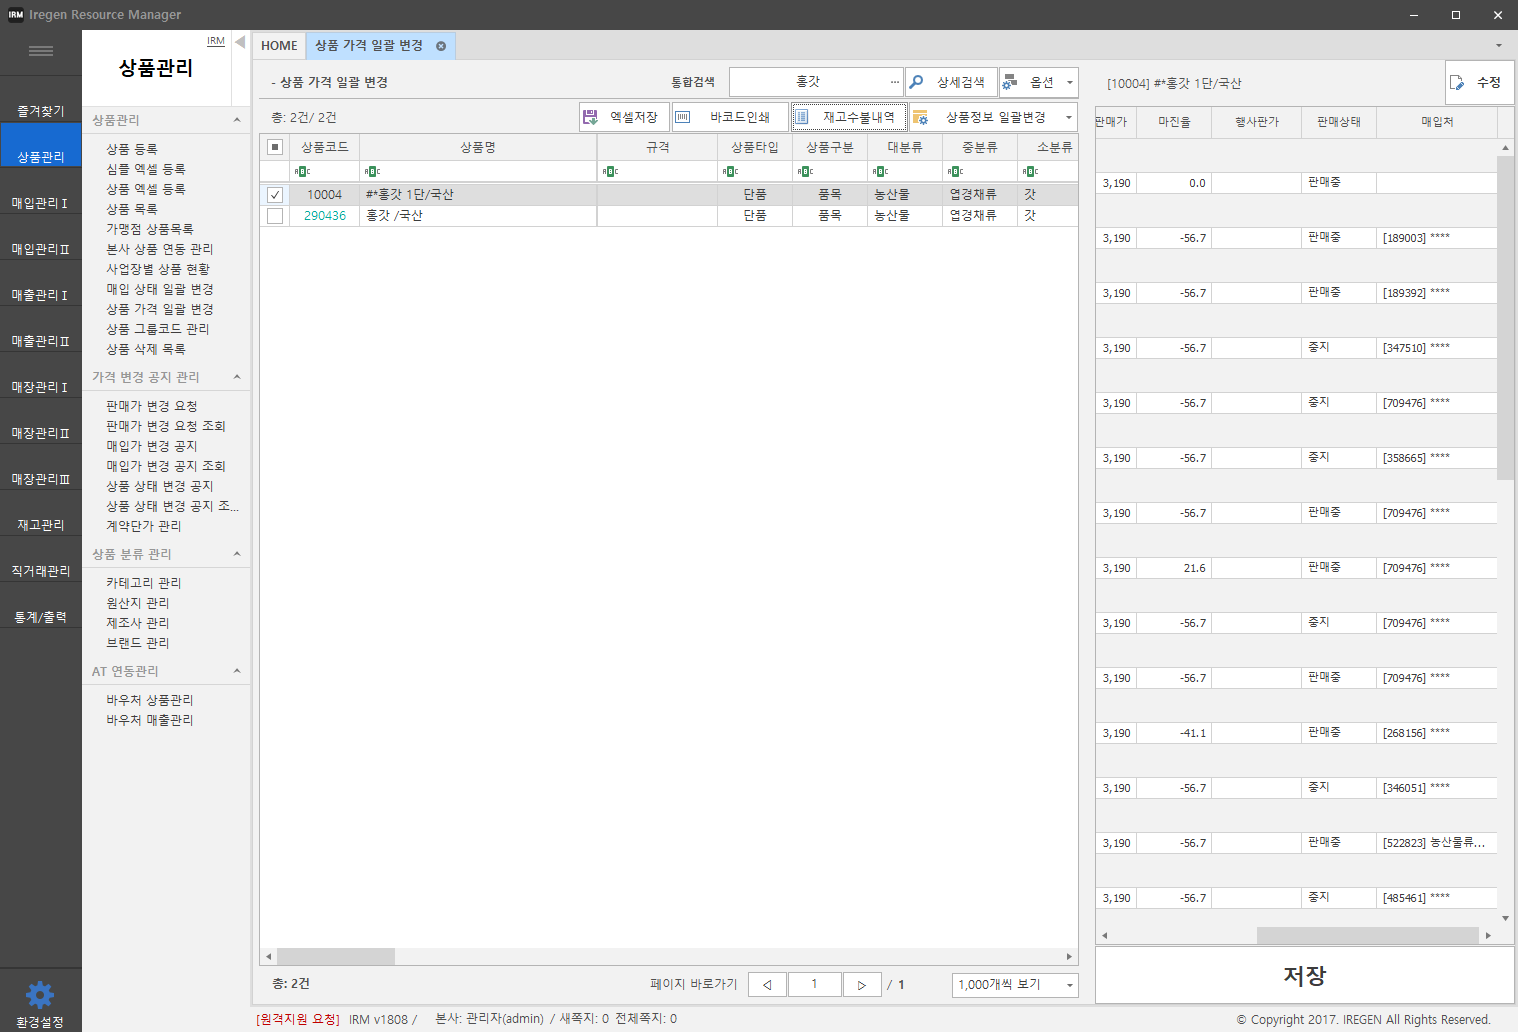 IRM Iregen Resource Manager
즐겨찾기
상품관리
매입관리 I
매입관리 II
매출관리 I
매출관리 II
매장관리 I
매장관리 II
매장관리 III
재고관리
직거래관리
통계/출력
환경설정
IRM
상품관리
상품관리
상품 등록
심플 엑셀 등록
상품 엑셀 등록
상품 목록
가맹점 상품목록
본사 상품 연동 관리
사업장별 상품 현황
매입 상태 일괄 변경
상품 가격 일괄 변경
상품 그룹코드 관리
상품 삭제 목록
가격 변경 공지 관리
판매가 변경 요청
판매가 변경 요청 조회
매입가 변경 공지
매입가 변경 공지 조회
상품 상태 변경 공지
상품 상태 변경 공지 조...
계약단가 관리
상품 분류 관리
카테고리 관리
원산지 관리
제조사 관리
브랜드 관리
AT 연동관리
바우처 상품관리
바우처 매출관리
HOME 상품 가격 일괄 변경
- 상품 가격 일괄 변경 통합검색 홍갓 ... 상세검색 옵션
총: 2건/ 2건 엑셀저장 바코드인쇄 재고수불내역 상품정보 일괄변경
상품코드 상품명 규격 상품타입 상품구분 대분류 중분류 소분류
ABC ABC ABC ABC ABC ABC ABC ABC
10004 #*홍갓 1단/국산 단품 품목 농산물 엽경채류 갓
290436 홍갓 /국산 단품 품목 농산물 엽경채류 갓
총: 2건 페이지 바로가기 1 / 1 1,000개씩 보기
[10004] #*홍갓 1단/국산 수정
판매가 마진율 행사판가 판매상태 매입처
3,190 0.0 판매중
3,190 -56.7 판매중 [189003] ****
3,190 -56.7 판매중 [189392] ****
3,190 -56.7 중지 [347510] ****
3,190 -56.7 중지 [709476] ****
3,190 -56.7 중지 [358665] ****
3,190 -56.7 판매중 [709476] ****
3,190 21.6 판매중 [709476] ****
3,190 -56.7 중지 [709476] ****
3,190 -56.7 판매중 [709476] ****
3,190 -41.1 판매중 [268156] ****
3,190 -56.7 중지 [346051] ****
3,190 -56.7 판매중 [522823] 농산물류...
3,190 -56.7 중지 [485461] ****
저장
[원격지원 요청] IRM v1808 / 본사: 관리자(admin) / 새쪽지: 0 전체쪽지: 0 © Copyright 2017. IREGEN All Rights Reserved.